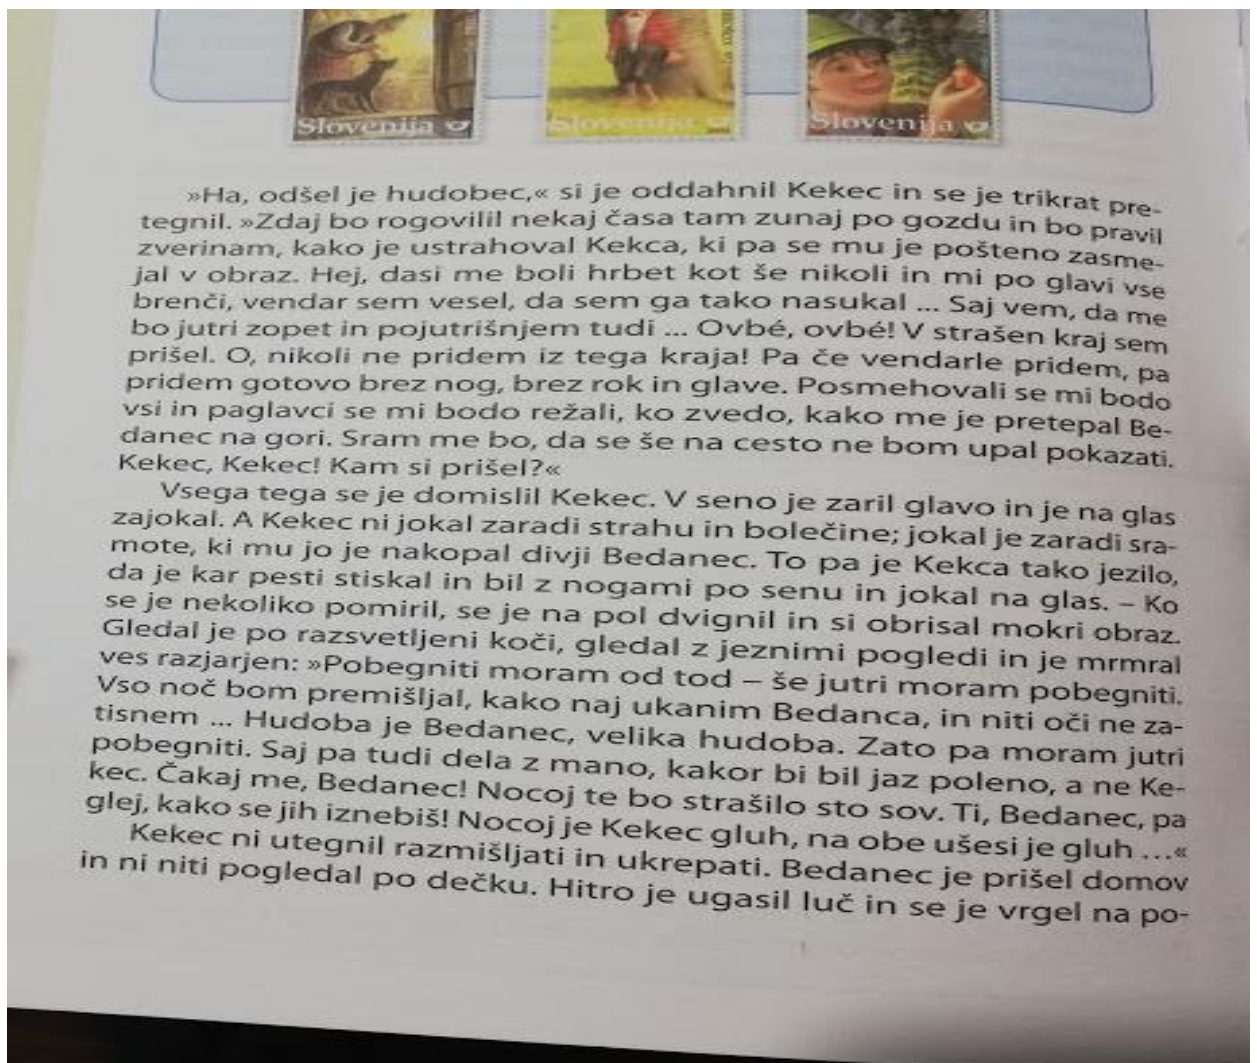 Slovenija
Slovenija
Slovenija
»Ha, odšel je hudobec,« si je oddahnil Kekec in se je trikrat pre-
tegnil. »Zdaj bo rogovilil nekaj časa tam zunaj po gozdu in bo pravil
zverinam, kako je ustrahoval Kekca, ki pa se mu je pošteno zasme-
jal v obraz. Hej, dasi me boli hrbet kot še nikoli in mi po glavi vse
brenči, vendar sem vesel, da sem ga tako nasukal ... Saj vem, da me
bo jutri zopet in pojutrišnjem tudi ... Ovbé, ovbé! V strašen kraj sem
prišel. O, nikoli ne pridem iz tega kraja! Pa če vendarle pridem, pa
pridem gotovo brez nog, brez rok in glave. Posmehovali se mi bodo
vsi in paglavci se mi bodo režali, ko zvedo, kako me je pretepal Be-
danec na gori. Sram me bo, da se še na cesto ne bom upal pokazati.
Kekec, Kekec! Kam si prišel?«
Vsega tega se je domislil Kekec. V seno je zaril glavo in je na glas
zajokal. A Kekec ni jokal zaradi strahu in bolečine; jokal je zaradi sra-
mote, ki mu jo je nakopal divji Bedanec. To pa je Kekca tako jezilo,
da je kar pesti stiskal in bil z nogami po senu in jokal na glas. – Ko
se je nekoliko pomiril, se je na pol dvignil in si obrisal mokri obraz.
Gledal je po razsvetljeni koči, gledal z jeznimi pogledi in je mrmral
ves razjarjen: »Pobegniti moram od tod – še jutri moram pobegniti.
Vso noč bom premišljal, kako naj ukanim Bedanca, in niti oči ne za-
tisnem ... Hudoba je Bedanec, velika hudoba. Zato pa moram jutri
pobegniti. Saj pa tudi dela z mano, kakor bi bil jaz poleno, a ne Ke-
kec. Čakaj me, Bedanec! Nocoj te bo strašilo sto sov. Ti, Bedanec, pa
glej, kako se jih iznebiš! Nocoj je Kekec gluh, na obe ušesi je gluh ...«
Kekec ni utegnil razmišljati in ukrepati. Bedanec je prišel domov
in ni niti pogledal po dečku. Hitro je ugasil luč in se je vrgel na po-